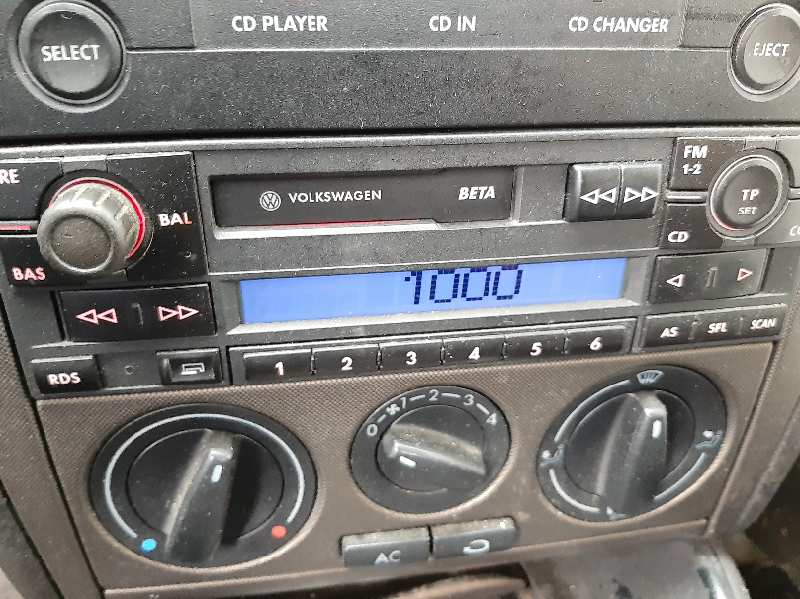 SELECT CD PLAYER CD IN CD CHANGER EJECT
VOLKSWAGEN BETA
FM
1-2
TP
SET
BAL
BAS
CD
1000
RDS
1 2 3 4 5 6
AS SFL SCAN
0 1 2 3 4
AC